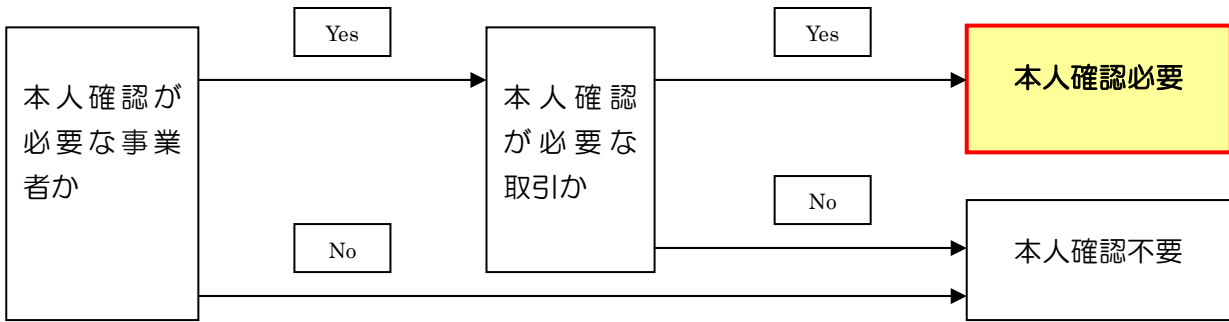 本人確認が
必要な事業
者か
Yes
No
本人確認
が必要な
取引か
Yes
No
本人確認必要
本人確認不要